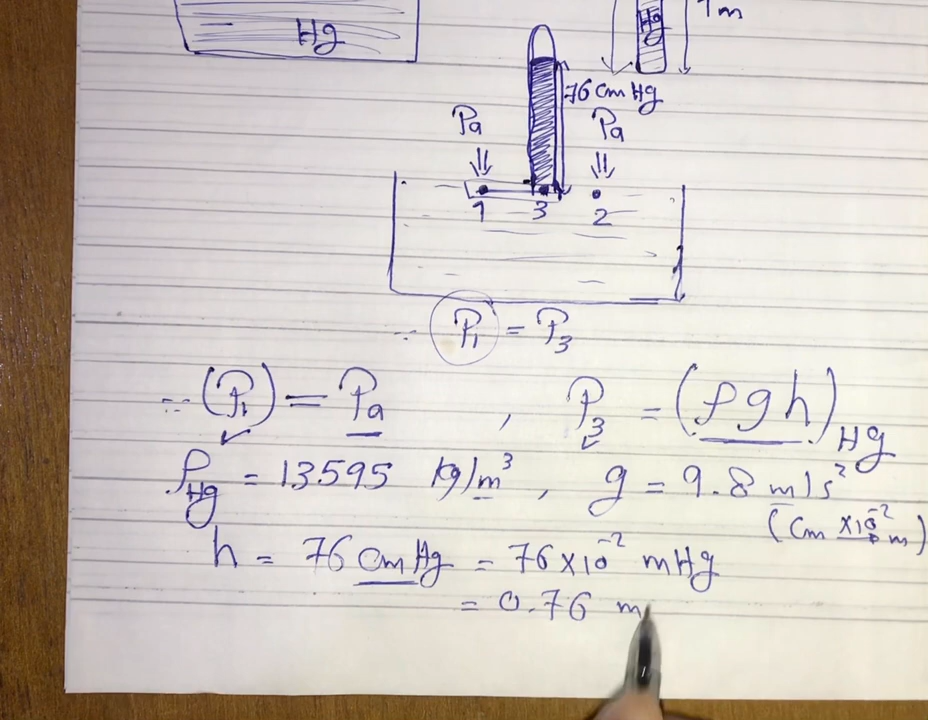 Hg
Hg
1m
76 cm Hg
Pa Pa
1 3 2
∴ P₁ = P₃
∴ (P₁) = Pa , P₃ = (ρgh)Hg
ρHg = 13595 kg/m³ , g = 9.8 m/s²
(cm ×10⁻² m)
h = 76 cm Hg = 76×10⁻² m Hg
= 0.76 m